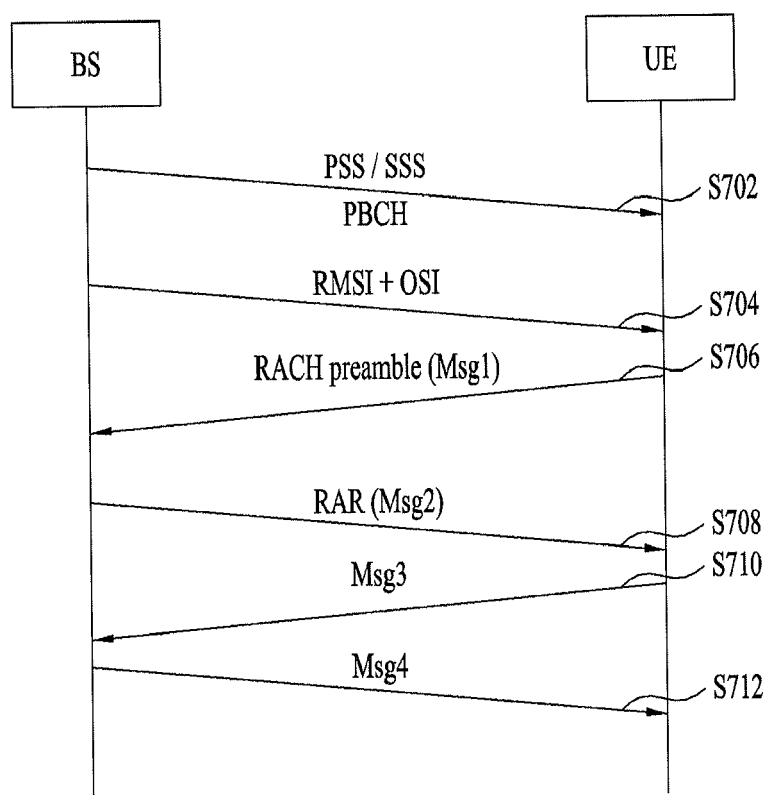 BS
UE
PSS / SSS
S702
PBCH
RMSI + OSI
S704
RACH preamble (Msg1)
S706
RAR (Msg2)
S708
Msg3
S710
Msg4
S712